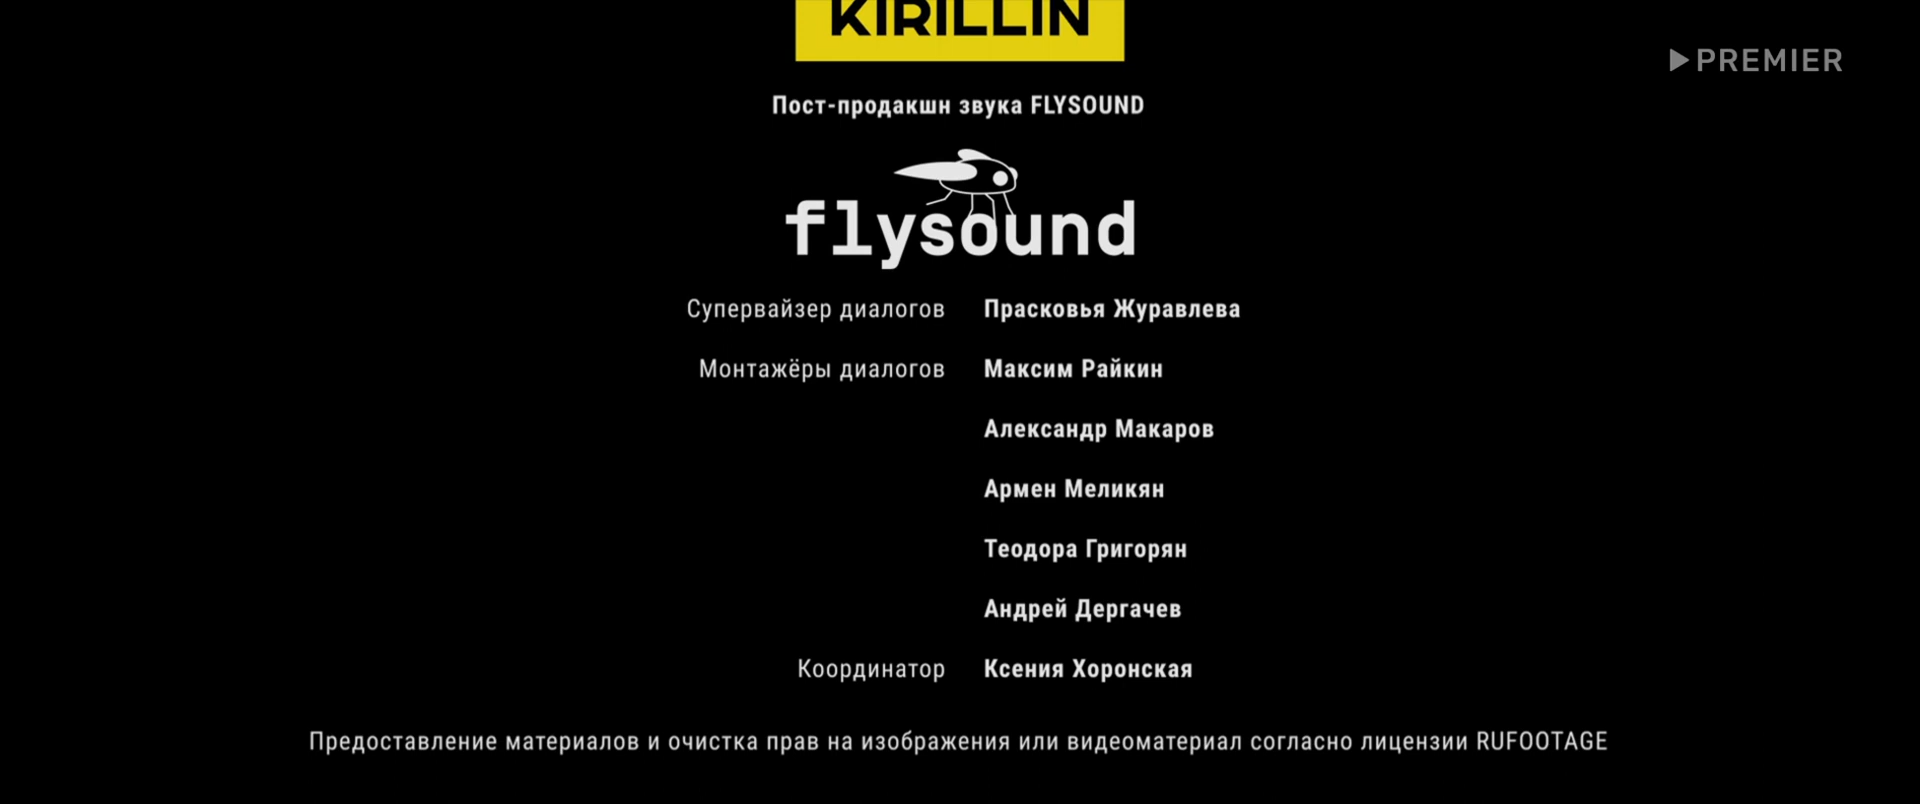 KIRILLIN
PREMIER
Пост-продакшн звука FLYSOUND
flysound
Супервайзер диалогов Прасковья Журавлева
Монтажёры диалогов Максим Райкин
Александр Макаров
Армен Меликян
Теодора Григорян
Андрей Дергачев
Координатор Ксения Хоронская
Предоставление материалов и очистка прав на изображения или видеоматериал согласно лицензии RUFOOTAGE